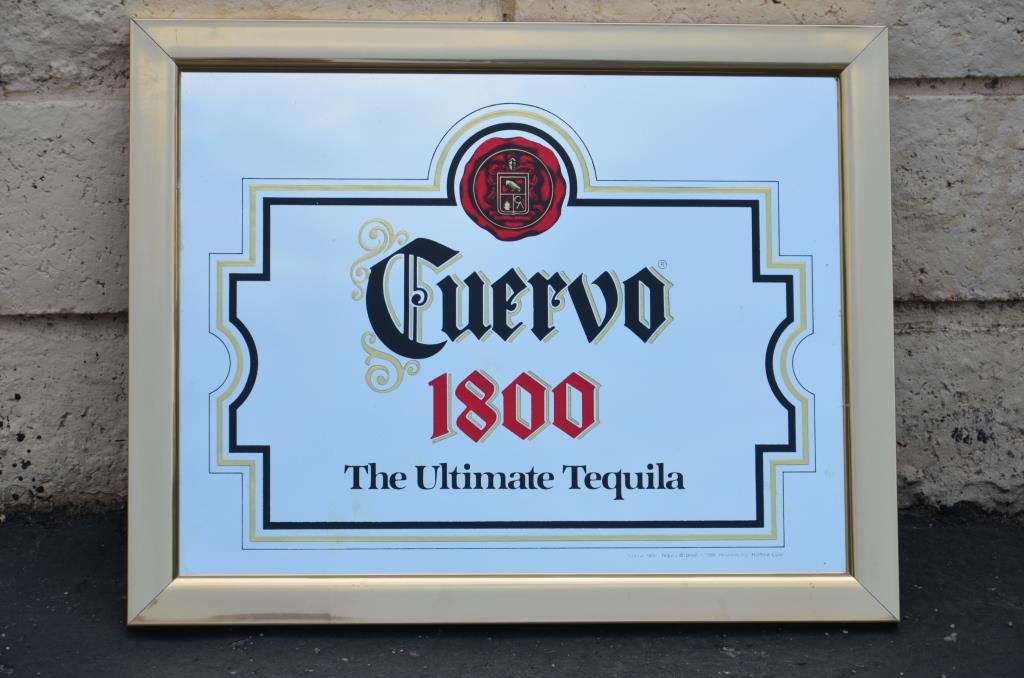 Cuervo®
1800
The Ultimate Tequila